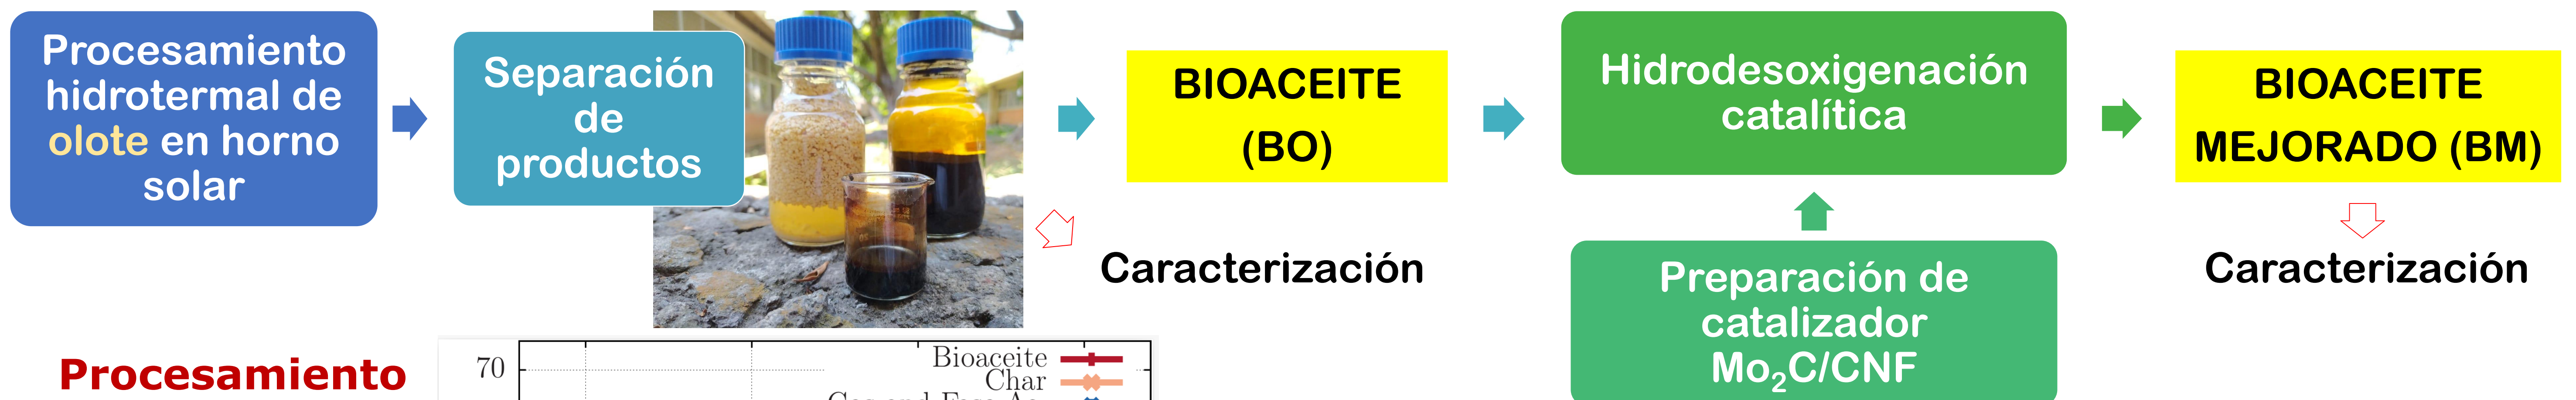 Procesamiento
hidrotermal de
olote en horno
solar
Separación
de
productos
BIOACEITE
(BO)
Caracterización
Hidrodesoxigenación
catalítica
Preparación de
catalizador
Mo₂C/CNF
BIOACEITE
MEJORADO (BM)
Caracterización
Procesamiento
70
Bioaceite
Char